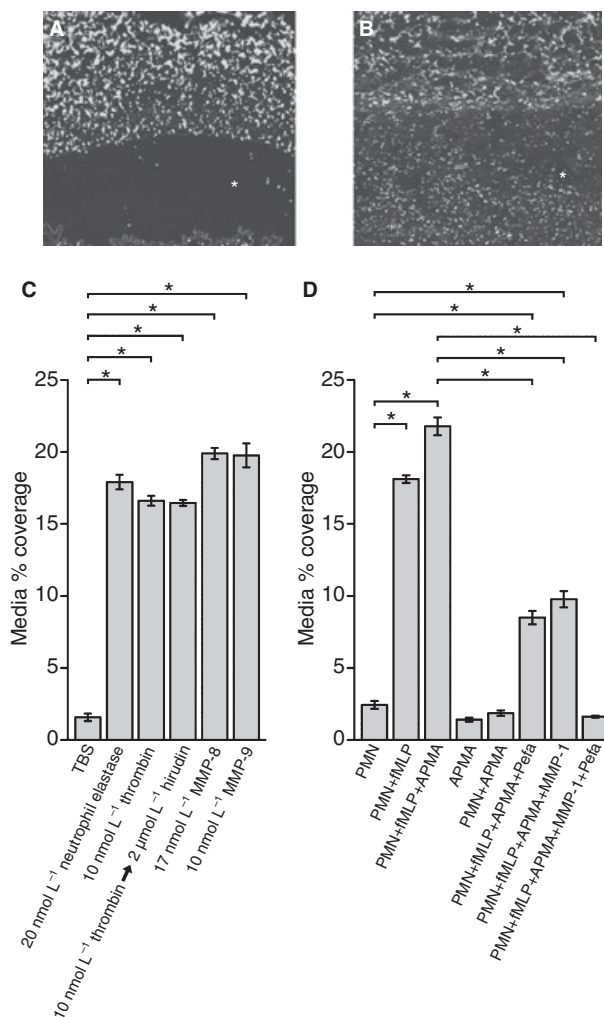 A
B
*
*
C
D
*
*
*
*
*
*
*
*
*
*
*
*
Media % coverage
25
20
15
10
5
0
TBS
20 nmol L⁻¹ neutrophil elastase
10 nmol L⁻¹ thrombin
10 nmol L⁻¹ thrombin ➡ 2 µmol L⁻¹ hirudin
17 nmol L⁻¹ MMP-8
10 nmol L⁻¹ MMP-9
Media % coverage
25
20
15
10
5
0
PMN
PMN+fMLP
PMN+fMLP+APMA
APMA
PMN+APMA
PMN+fMLP+APMA+Pefa
PMN+fMLP+APMA+MMP-1
PMN+fMLP+APMA+MMP-1+Pefa